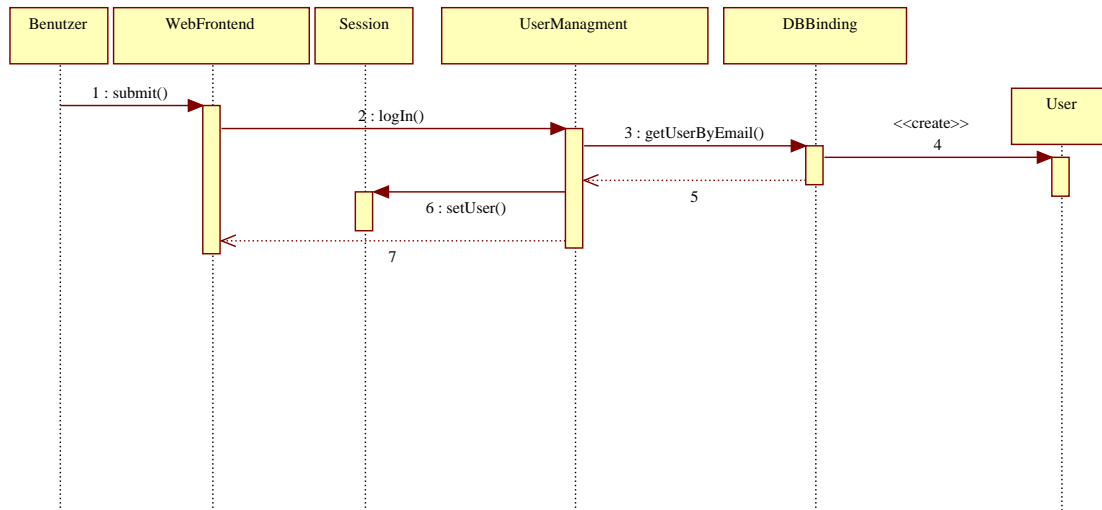 Benutzer
WebFrontend
Session
UserManagment
DBBinding
User
1 : submit()
2 : logIn()
3 : getUserByEmail()
<<create>>
4
5
6 : setUser()
7